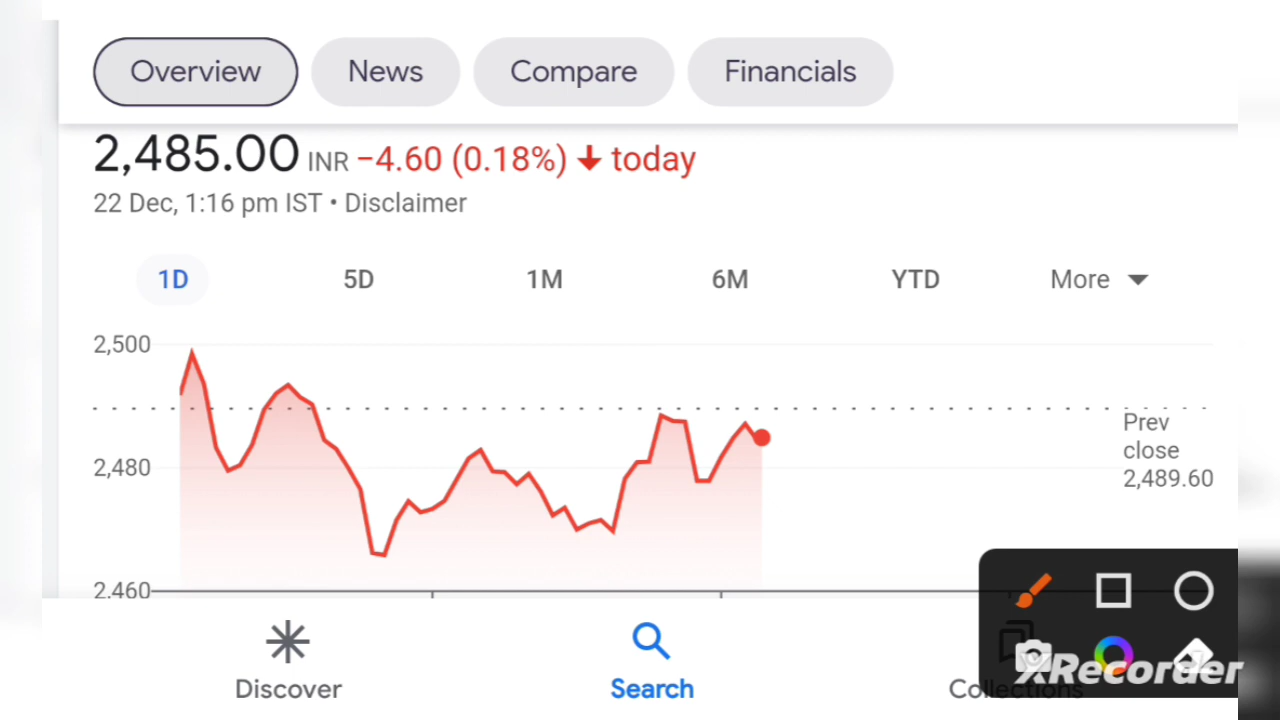 Overview News Compare Financials
2,485.00 INR −4.60 (0.18%) ↓ today
22 Dec, 1:16 pm IST • Disclaimer
1D 5D 1M 6M YTD More
2,500
Prev
close
2,480
2,489.60
2,460
Discover Search Collections
XRecorder